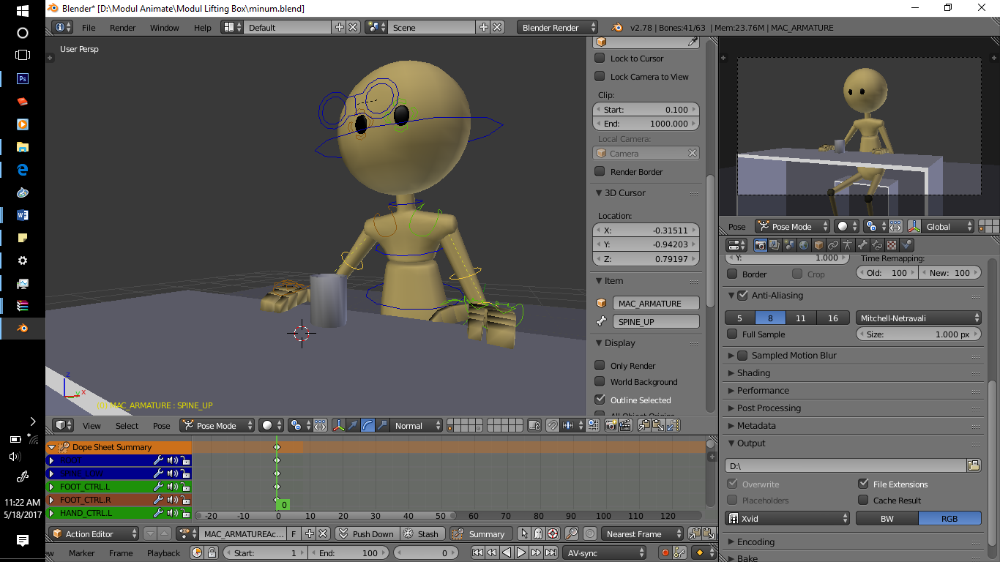 Blender* [D:\Modul Animate\Modul Lifting Box\minum.blend]
File Render Window Help Default Scene Blender Render v2.78 | Bones:41/63 | Mem:23.76M | MAC_ARMATURE
User Persp
Lock to Cursor
Lock Camera to View
Clip:
Start: 0.100
End: 1000.000
Local Camera:
Camera
Render Border
3D Cursor
Location:
X: -0.31511
Y: -0.94203
Z: 0.79197
Item
MAC_ARMATURE
SPINE_UP
Display
Only Render
World Background
Outline Selected
All Object Origins
z
y x
(0) MAC_ARMATURE : SPINE_UP
View Select Pose Pose Mode Normal
Pose Pose Mode Global
Y: 1.000
Time Remapping:
Border Crop Old: 100 New: 100
Anti-Aliasing
5 8 11 16 Mitchell-Netravali
Full Sample Size: 1.000 px
Sampled Motion Blur
Shading
Performance
Post Processing
Metadata
Output
D:\
Overwrite File Extensions
Placeholders Cache Result
Xvid BW RGB
Encoding
Bake
Dope Sheet Summary
ROOT
SPINE_LOW
FOOT_CTRL.L
FOOT_CTRL.R
HAND_CTRL.L
0
-20 -10 0 10 20 30 40 50 60 70 80 90 100 110 120
Action Editor MAC_ARMATUREAc... F Push Down Stash Summary Nearest Frame
Marker Frame Playback Start: 1 End: 100 0 AV-sync
Ps
W
11:22 AM
5/18/2017